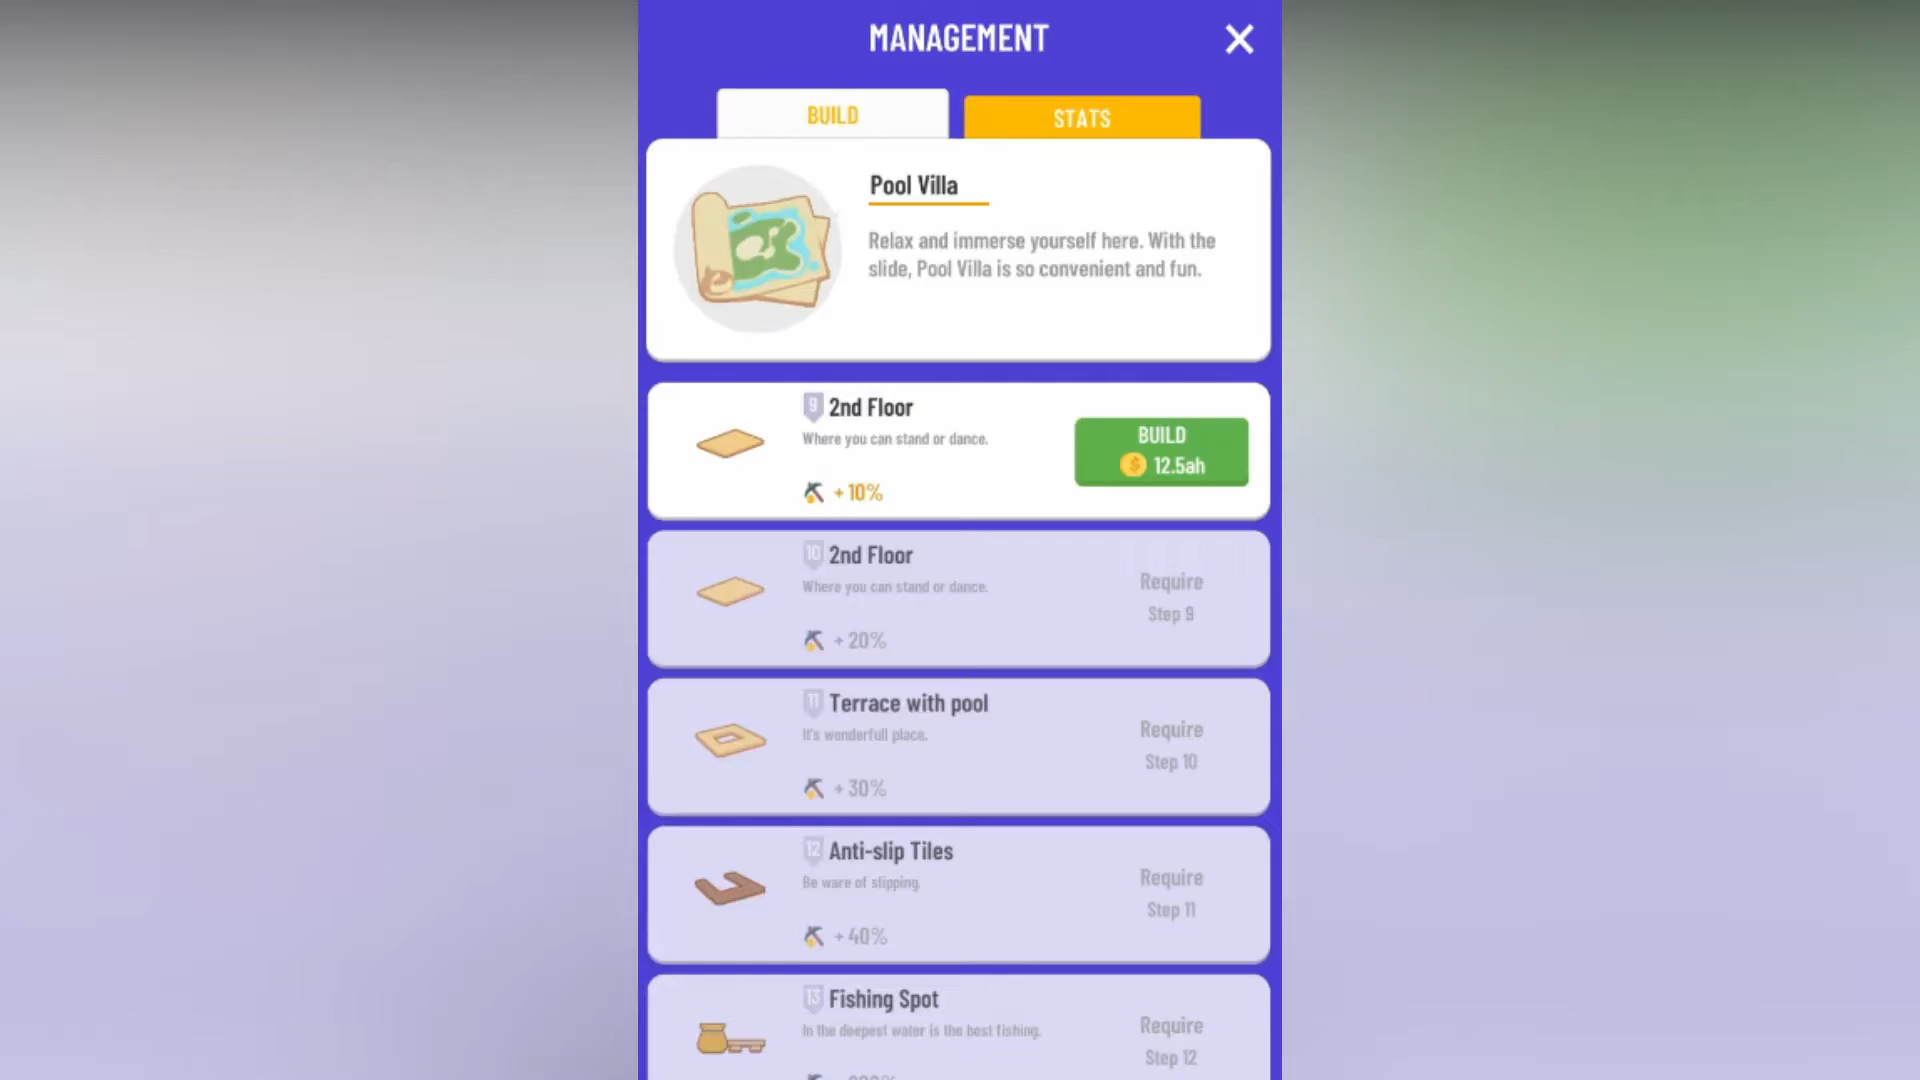 MANAGEMENT
BUILD
STATS
Pool Villa
Relax and immerse yourself here. With the
slide, Pool Villa is so convenient and fun.
9 2nd Floor
Where you can stand or dance.
BUILD
12.5ah
+ 10%
10 2nd Floor
Where you can stand or dance.
Require
Step 9
+ 20%
11 Terrace with pool
It's wonderfull place.
Require
Step 10
+ 30%
12 Anti-slip Tiles
Be ware of slipping.
Require
Step 11
+ 40%
13 Fishing Spot
In the deepest water is the best fishing.
Require
Step 12